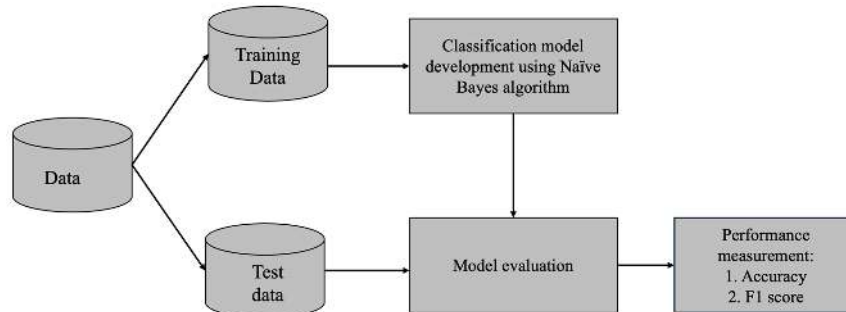 Training
Data
Classification model
development using Naïve
Bayes algorithm
Data
Test
data
Model evaluation
Performance
measurement:
1. Accuracy
2. F1 score